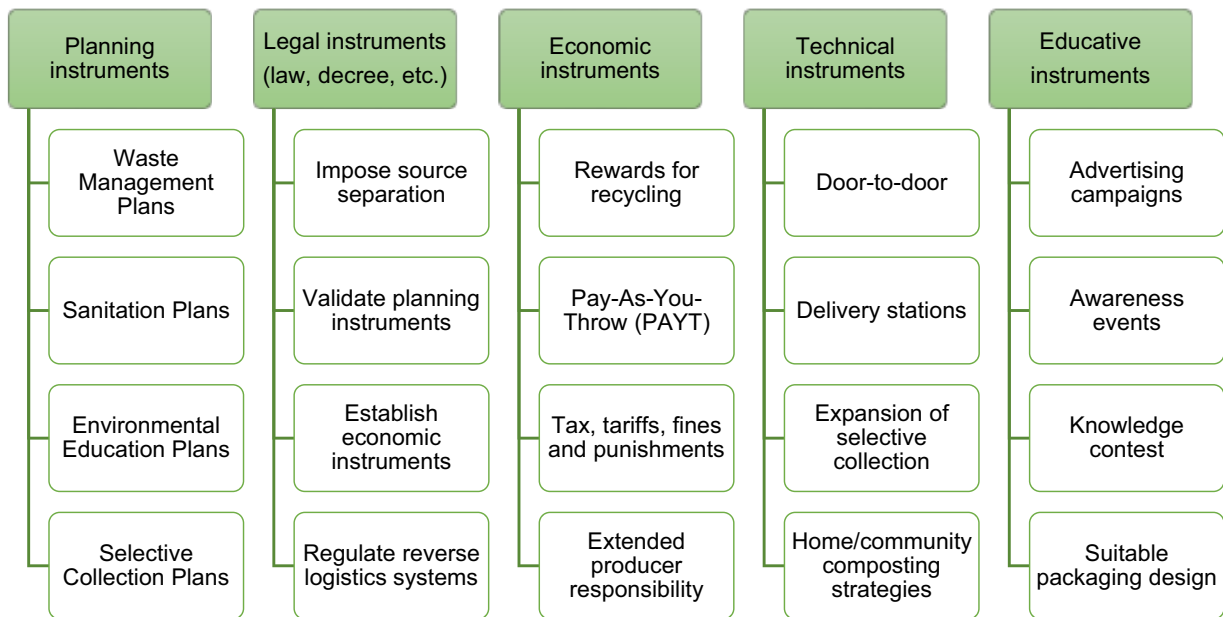 Planning
instruments
Waste
Management
Plans
Sanitation Plans
Environmental
Education Plans
Selective
Collection Plans
Legal instruments
(law, decree, etc.)
Impose source
separation
Validate planning
instruments
Establish
economic
instruments
Regulate reverse
logistics systems
Economic
instruments
Rewards for
recycling
Pay-As-You-
Throw (PAYT)
Tax, tariffs, fines
and punishments
Extended
producer
responsibility
Technical
instruments
Door-to-door
Delivery stations
Expansion of
selective
collection
Home/community
composting
strategies
Educative
instruments
Advertising
campaigns
Awareness
events
Knowledge
contest
Suitable
packaging design